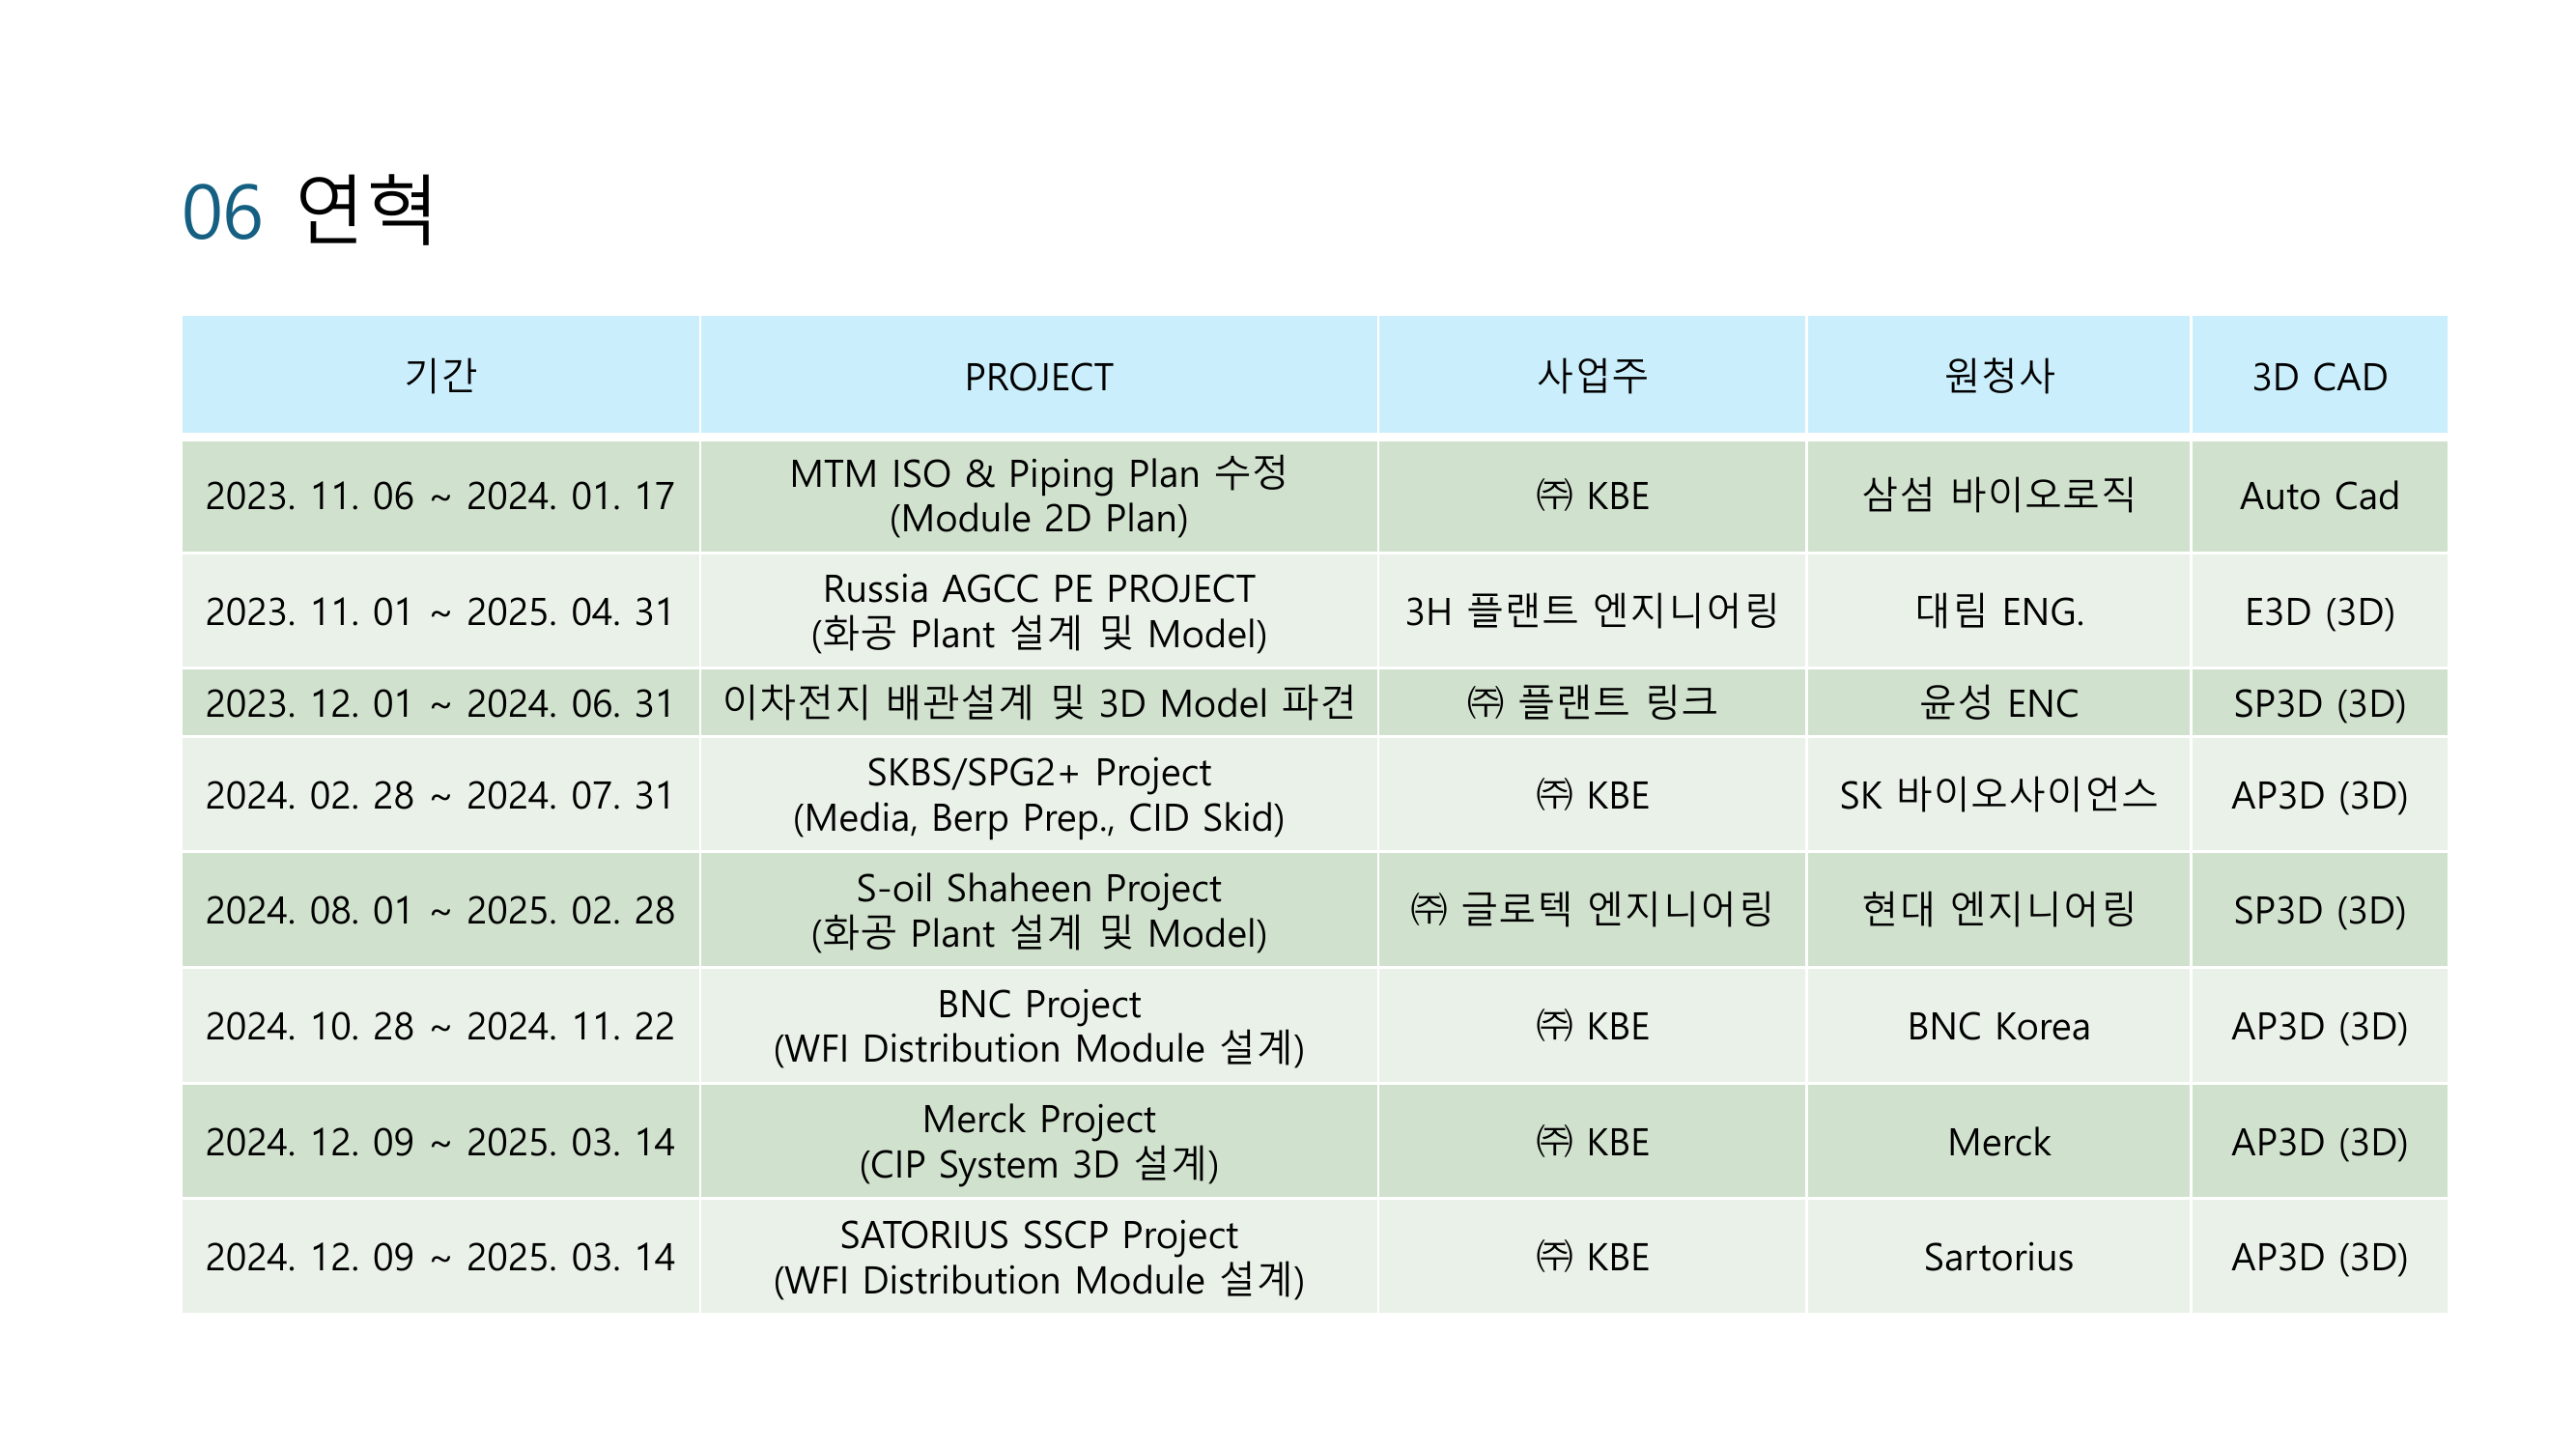 06 연혁
기간 PROJECT 사업주 원청사 3D CAD
2023. 11. 06 ~ 2024. 01. 17 MTM ISO & Piping Plan 수정 ㈜ KBE 삼섬 바이오로직 Auto Cad
(Module 2D Plan)
2023. 11. 01 ~ 2025. 04. 31 Russia AGCC PE PROJECT 3H 플랜트 엔지니어링 대림 ENG. E3D (3D)
(화공 Plant 설계 및 Model)
2023. 12. 01 ~ 2024. 06. 31 이차전지 배관설계 및 3D Model 파견 ㈜ 플랜트 링크 윤성 ENC SP3D (3D)
2024. 02. 28 ~ 2024. 07. 31 SKBS/SPG2+ Project ㈜ KBE SK 바이오사이언스 AP3D (3D)
(Media, Berp Prep., CID Skid)
2024. 08. 01 ~ 2025. 02. 28 S-oil Shaheen Project ㈜ 글로텍 엔지니어링 현대 엔지니어링 SP3D (3D)
(화공 Plant 설계 및 Model)
2024. 10. 28 ~ 2024. 11. 22 BNC Project ㈜ KBE BNC Korea AP3D (3D)
(WFI Distribution Module 설계)
2024. 12. 09 ~ 2025. 03. 14 Merck Project ㈜ KBE Merck AP3D (3D)
(CIP System 3D 설계)
2024. 12. 09 ~ 2025. 03. 14 SATORIUS SSCP Project ㈜ KBE Sartorius AP3D (3D)
(WFI Distribution Module 설계)